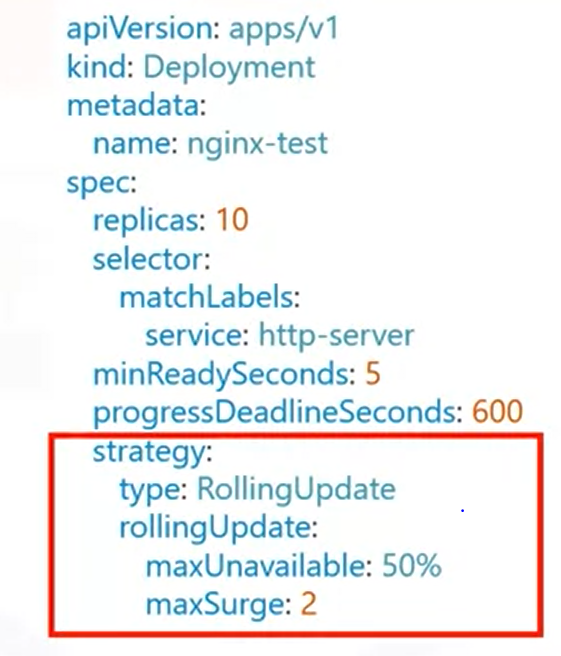 apiVersion: apps/v1
kind: Deployment
metadata:
  name: nginx-test
spec:
  replicas: 10
  selector:
    matchLabels:
      service: http-server
  minReadySeconds: 5
  progressDeadlineSeconds: 600
  strategy:
    type: RollingUpdate
    rollingUpdate:
      maxUnavailable: 50%
      maxSurge: 2